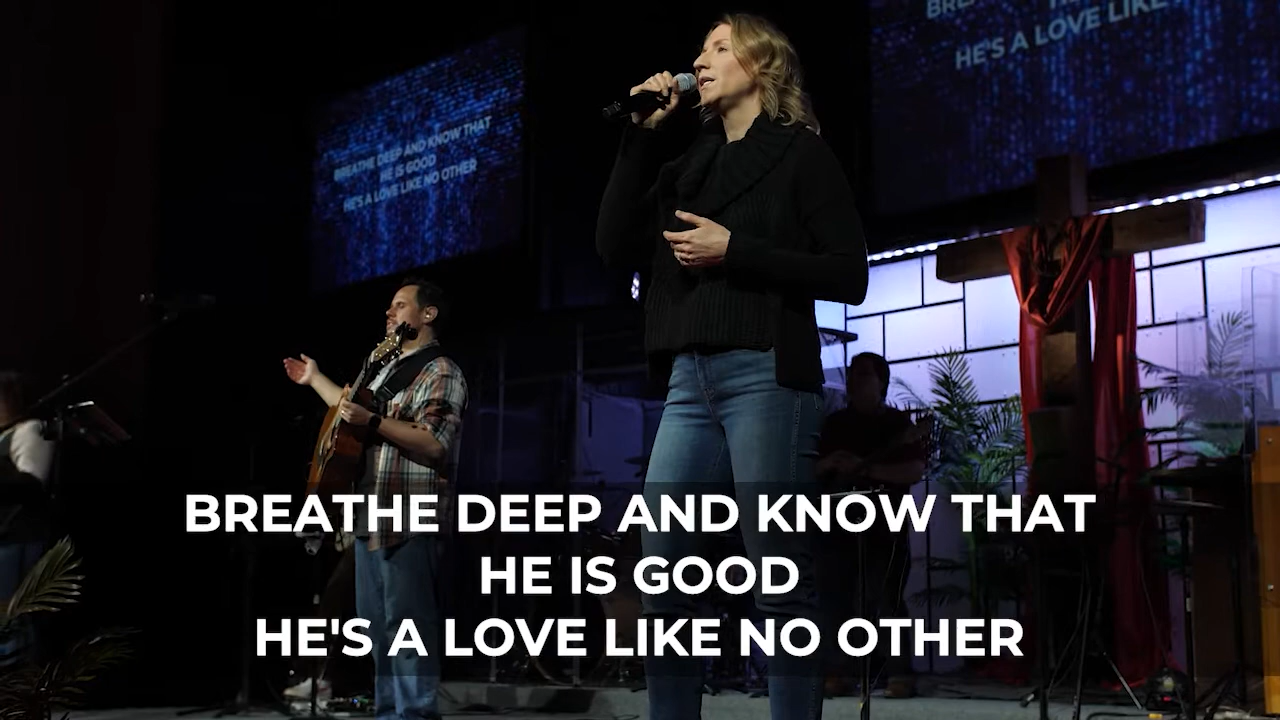 BREATHE DEEP AND KNOW THAT
HE IS GOOD
HE'S A LOVE LIKE NO OTHER
HE'S A LOVE LIKE
BREATHE DEEP AND KNOW THAT
HE IS GOOD
HE'S A LOVE LIKE NO OTHER